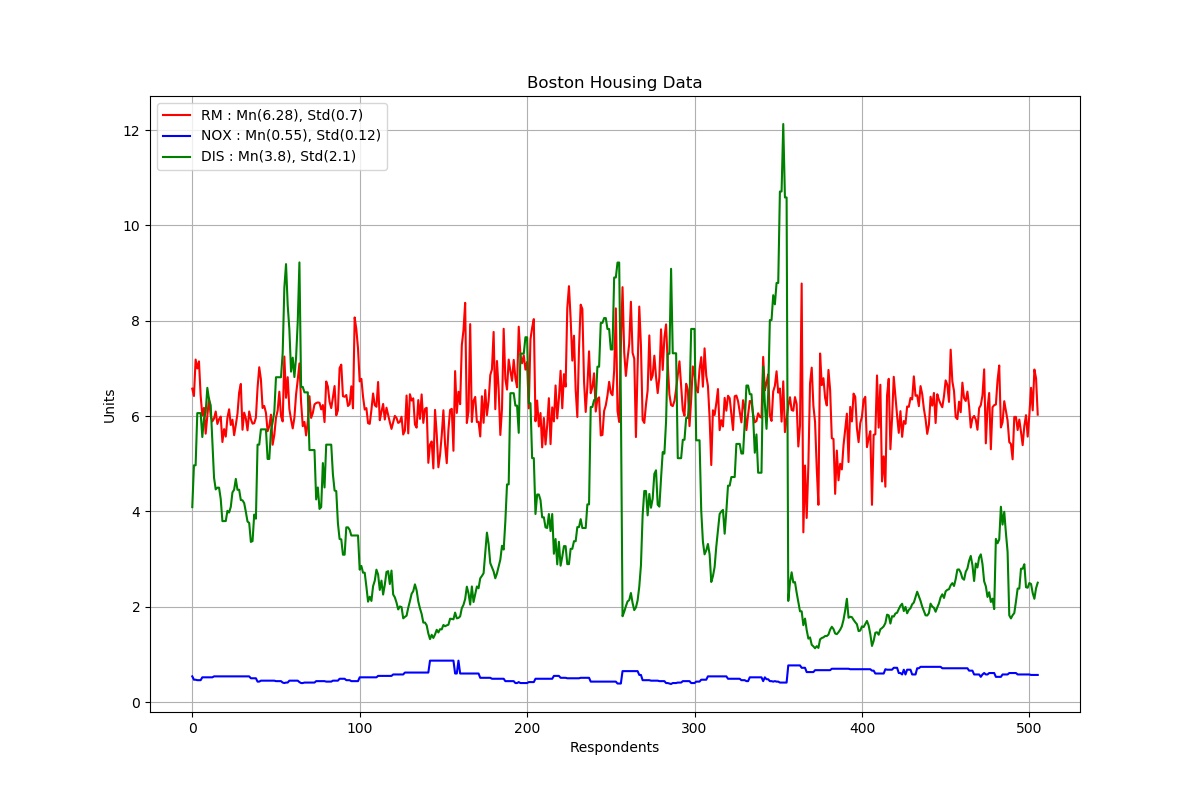 Boston Housing Data
RM : Mn(6.28), Std(0.7)
NOX : Mn(0.55), Std(0.12)
DIS : Mn(3.8), Std(2.1)
12
10
8
6
4
2
0
Units
0 100 200 300 400 500
Respondents